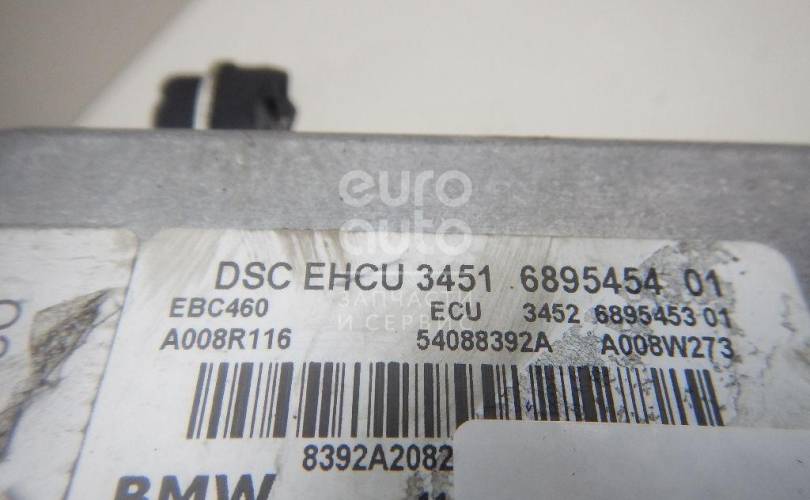 euro
auto
ЗАПЧАСТИ
И СЕРВИС
DSC EHCU 3451 6895454 01
EBC460 ECU 3452 6895453 01
A008R116 54088392A A008W273
8392A2082
BMW